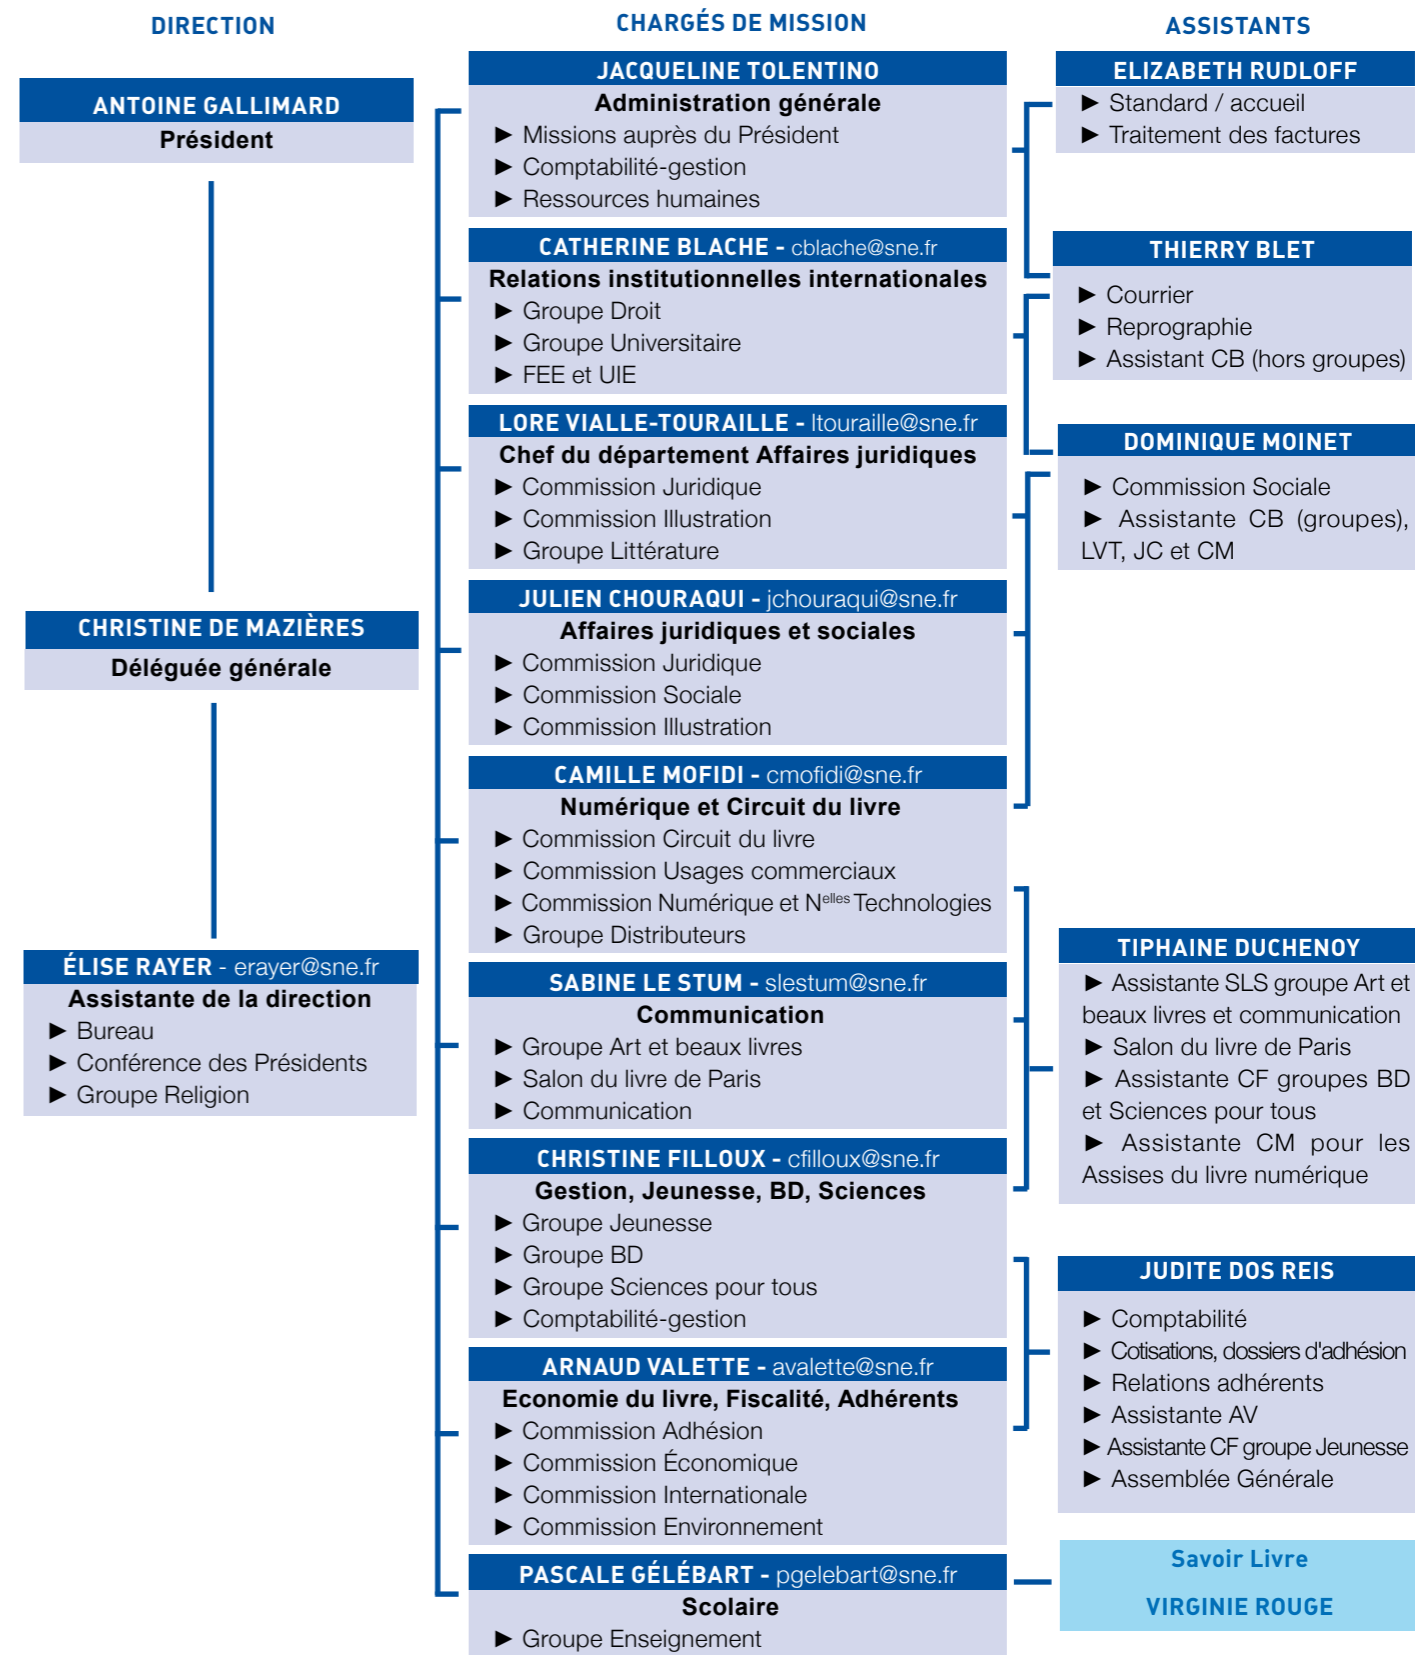 DIRECTION
ANTOINE GALLIMARD
Président
CHRISTINE DE MAZIÈRES
Déléguée générale
ÉLISE RAYER - erayer@sne.fr
Assistante de la direction
► Bureau
► Conférence des Présidents
► Groupe Religion
CHARGÉS DE MISSION
JACQUELINE TOLENTINO
Administration générale
► Missions auprès du Président
► Comptabilité-gestion
► Ressources humaines
CATHERINE BLACHE - cblache@sne.fr
Relations institutionnelles internationales
► Groupe Droit
► Groupe Universitaire
► FEE et UIE
LORE VIALLE-TOURAILLE - ltouraille@sne.fr
Chef du département Affaires juridiques
► Commission Juridique
► Commission Illustration
► Groupe Littérature
JULIEN CHOURAQUI - jchouraqui@sne.fr
Affaires juridiques et sociales
► Commission Juridique
► Commission Sociale
► Commission Illustration
CAMILLE MOFIDI - cmofidi@sne.fr
Numérique et Circuit du livre
► Commission Circuit du livre
► Commission Usages commerciaux
► Commission Numérique et Nelles Technologies
► Groupe Distributeurs
SABINE LE STUM - slestum@sne.fr
Communication
► Groupe Art et beaux livres
► Salon du livre de Paris
► Communication
CHRISTINE FILLOUX - cfilloux@sne.fr
Gestion, Jeunesse, BD, Sciences
► Groupe Jeunesse
► Groupe BD
► Groupe Sciences pour tous
► Comptabilité-gestion
ARNAUD VALETTE - avalette@sne.fr
Economie du livre, Fiscalité, Adhérents
► Commission Adhésion
► Commission Économique
► Commission Internationale
► Commission Environnement
PASCALE GÉLÉBART - pgelebart@sne.fr
Scolaire
► Groupe Enseignement
ASSISTANTS
ELIZABETH RUDLOFF
► Standard / accueil
► Traitement des factures
THIERRY BLET
► Courrier
► Reprographie
► Assistant CB (hors groupes)
DOMINIQUE MOINET
► Commission Sociale
► Assistante CB (groupes),
LVT, JC et CM
TIPHAINE DUCHENOY
► Assistante SLS groupe Art et
beaux livres et communication
► Salon du livre de Paris
► Assistante CF groupes BD
et Sciences pour tous
► Assistante CM pour les
Assises du livre numérique
JUDITE DOS REIS
► Comptabilité
► Cotisations, dossiers d'adhésion
► Relations adhérents
► Assistante AV
► Assistante CF groupe Jeunesse
► Assemblée Générale
Savoir Livre
VIRGINIE ROUGE